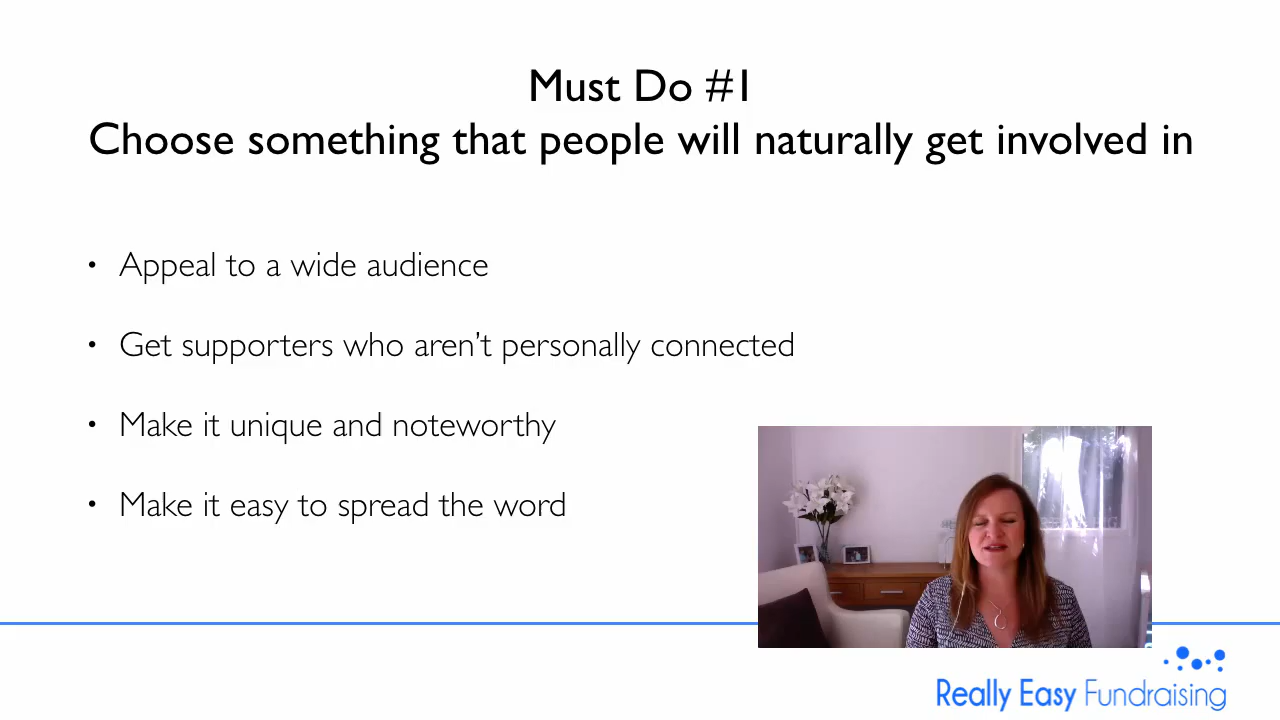 Must Do #1
Choose something that people will naturally get involved in
• Appeal to a wide audience
• Get supporters who aren’t personally connected
• Make it unique and noteworthy
• Make it easy to spread the word
Really Easy Fundraising